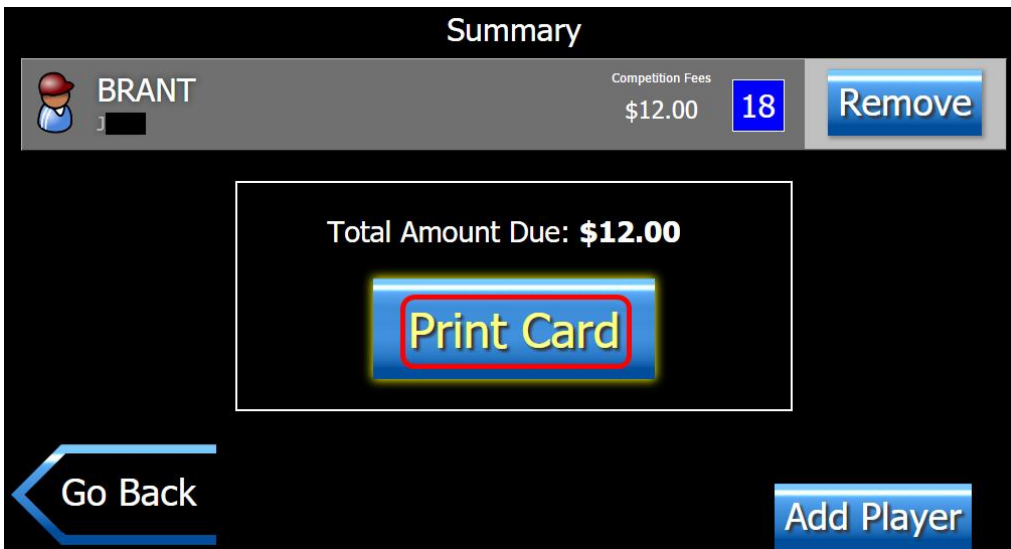 Summary
BRANT
J
Competition Fees
$12.00
18
Remove
Total Amount Due: $12.00
Print Card
Go Back
Add Player